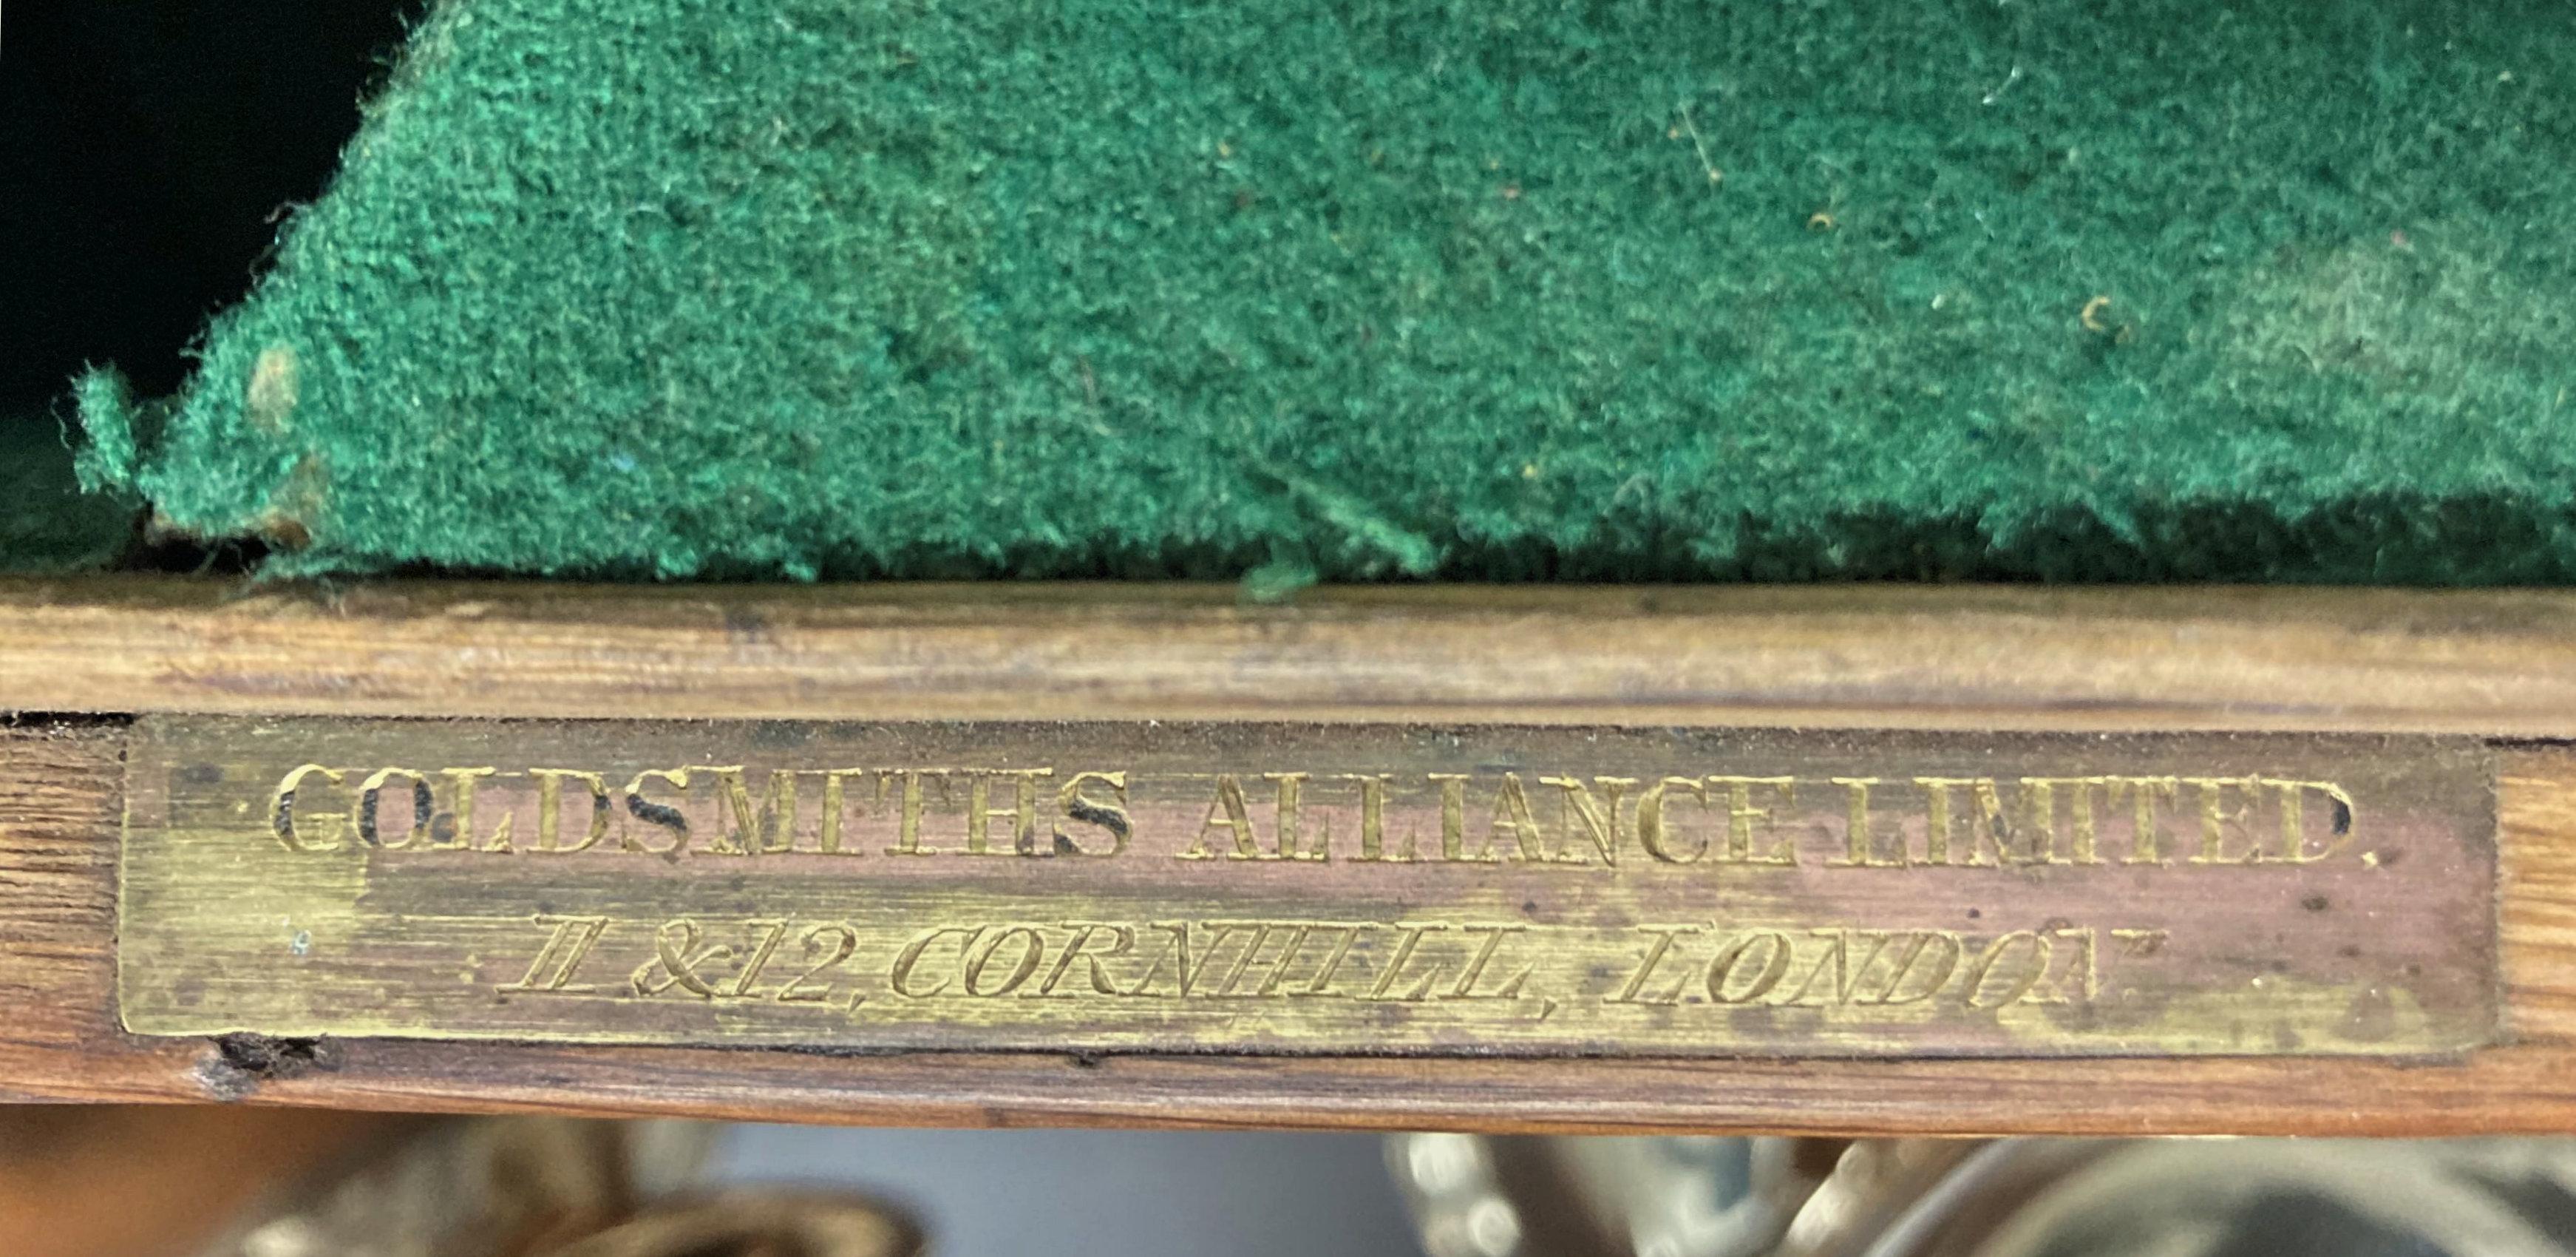 GOLDSMITHS ALLIANCE LIMITED.
11 & 12, CORNHILL, LONDON.